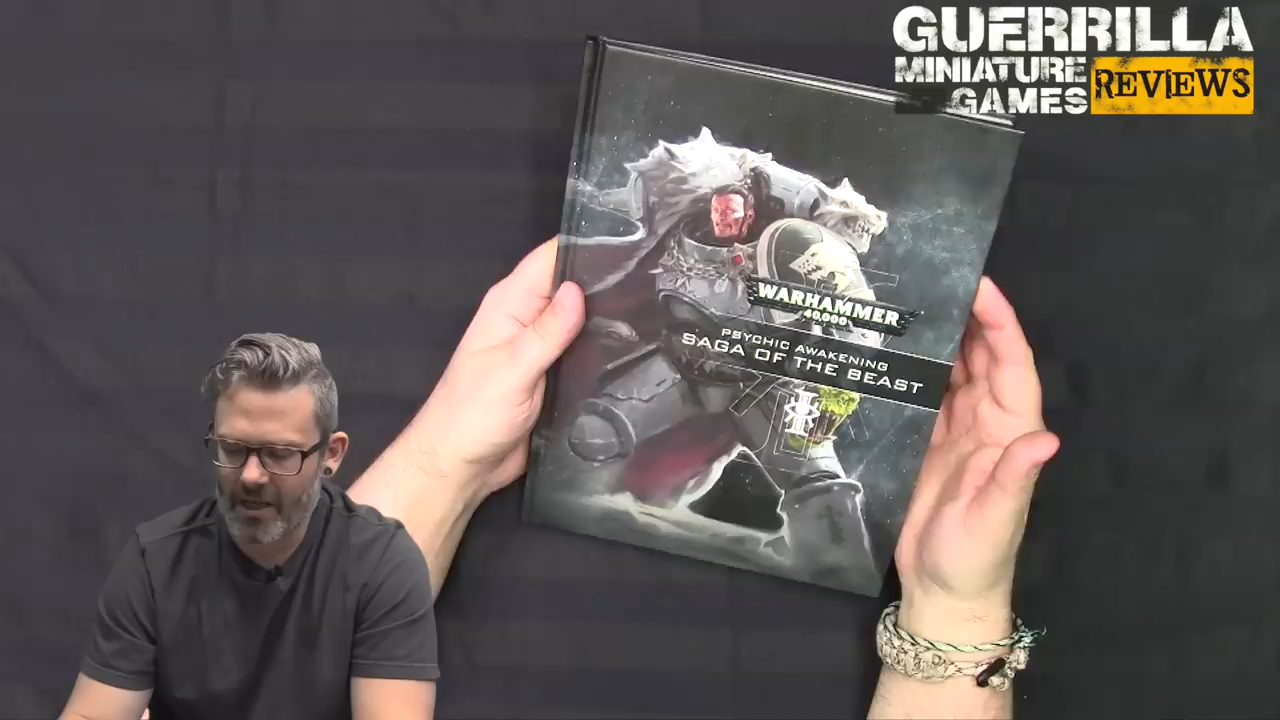 GUERRILLA
MINIATURE
GAMES
REVIEWS
WARHAMMER
40,000
PSYCHIC AWAKENING
SAGA OF THE BEAST